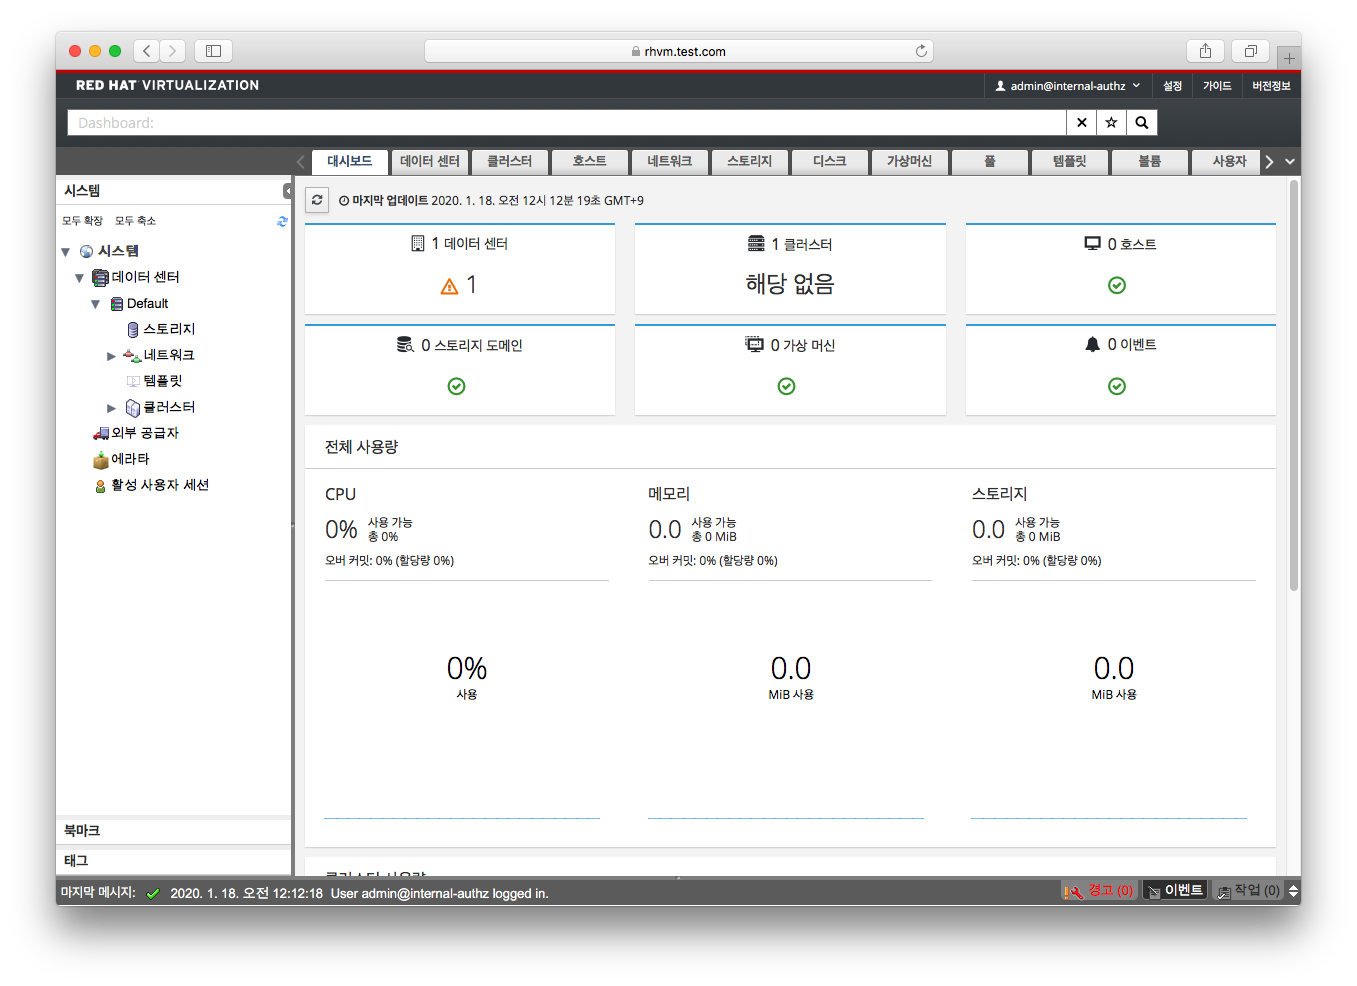 rhvm.test.com
RED HAT VIRTUALIZATION
admin@internal-authz
설정
가이드
버전정보
Dashboard:
대시보드
데이터 센터
클러스터
호스트
네트워크
스토리지
디스크
가상머신
풀
템플릿
볼륨
사용자
시스템
모두 확장 모두 축소
시스템
데이터 센터
Default
스토리지
네트워크
템플릿
클러스터
외부 공급자
에라타
활성 사용자 세션
북마크
태그
마지막 업데이트 2020. 1. 18. 오전 12시 12분 19초 GMT+9
1 데이터 센터
1
1 클러스터
해당 없음
0 호스트
0 스토리지 도메인
0 가상 머신
0 이벤트
전체 사용량
CPU
0% 사용 가능
총 0%
오버 커밋: 0% (할당량 0%)
0%
사용
메모리
0.0 사용 가능
총 0 MiB
오버 커밋: 0% (할당량 0%)
0.0
MiB 사용
스토리지
0.0 사용 가능
총 0 MiB
오버 커밋: 0% (할당량 0%)
0.0
MiB 사용
마지막 메시지: 2020. 1. 18. 오전 12:12:18 User admin@internal-authz logged in.
경고 (0)
이벤트
작업 (0)